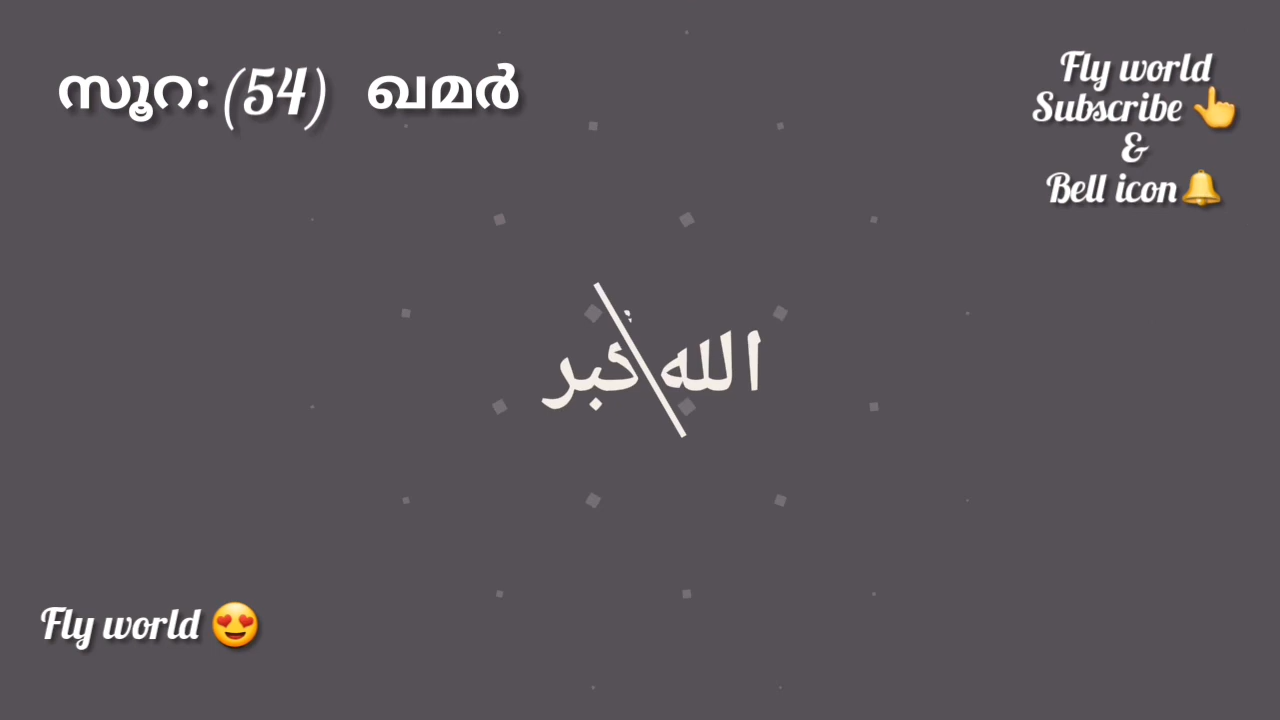 സൂറ: (54) ഖമർ
Fly world
Subscribe 👆
&
Bell icon 🔔
الله أكبر
Fly world 😍